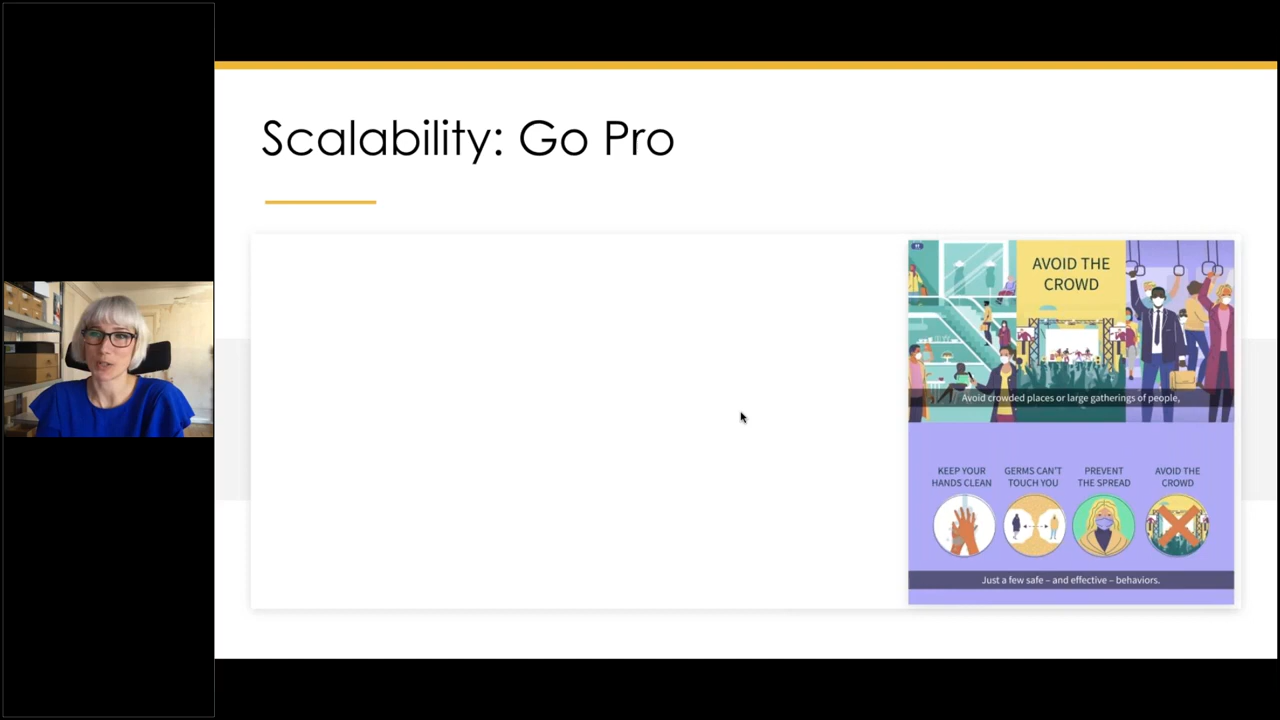 Scalability: Go Pro
AVOID THE
CROWD
Avoid crowded places or large gatherings of people,
KEEP YOUR
HANDS CLEAN
GERMS CAN'T
TOUCH YOU
PREVENT
THE SPREAD
AVOID THE
CROWD
Just a few safe – and effective – behaviors.